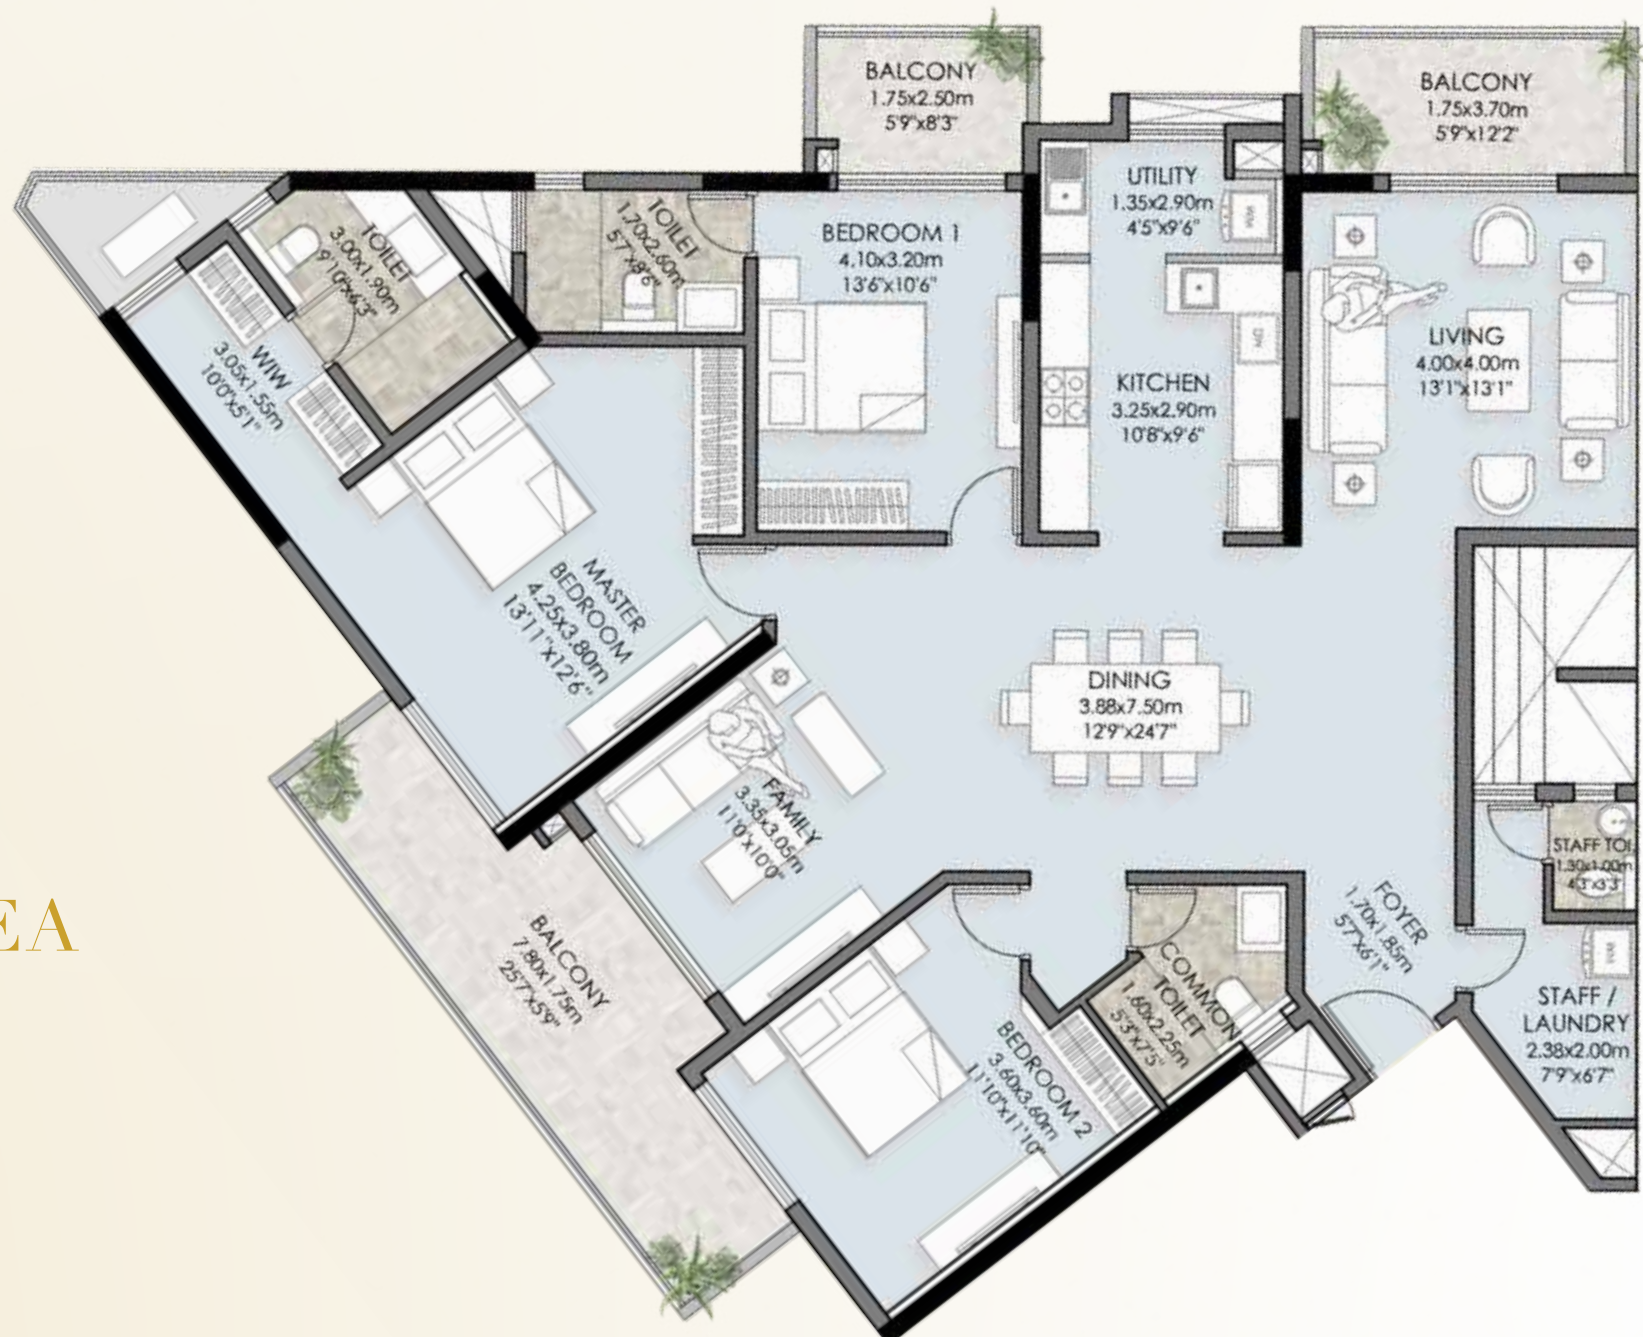 BALCONY
1.75x2.50m
5'9"x8'3"
BALCONY
1.75x3.70m
5'9"x12'2"
UTILITY
1.35x2.90m
4'5"x9'6"
TOILET
3.00x1.90m
9'10"x6'3"
TOILET
1.70x2.60m
5'7"x8'6"
BEDROOM 1
4.10x3.20m
13'6"x10'6"
WIW
3.05x1.55m
10'0"x5'1"
KITCHEN
3.25x2.90m
10'8"x9'6"
LIVING
4.00x4.00m
13'1"x13'1"
MASTER
BEDROOM
4.25x3.80m
13'11"x12'6"
DINING
3.88x7.50m
12'9"x24'7"
FAMILY
3.35x3.05m
11'0"x10'0"
STAFF TOI.
1.30x1.00m
4'3"x3'3"
EA
BALCONY
7.80x1.75m
25'7"x5'9"
FOYER
1.70x1.85m
5'7"x6'1"
COMMON
TOILET
1.60x2.25m
5'3"x7'5"
BEDROOM 2
3.60x3.60m
11'10"x11'10"
STAFF /
LAUNDRY
2.38x2.00m
7'9"x6'7"